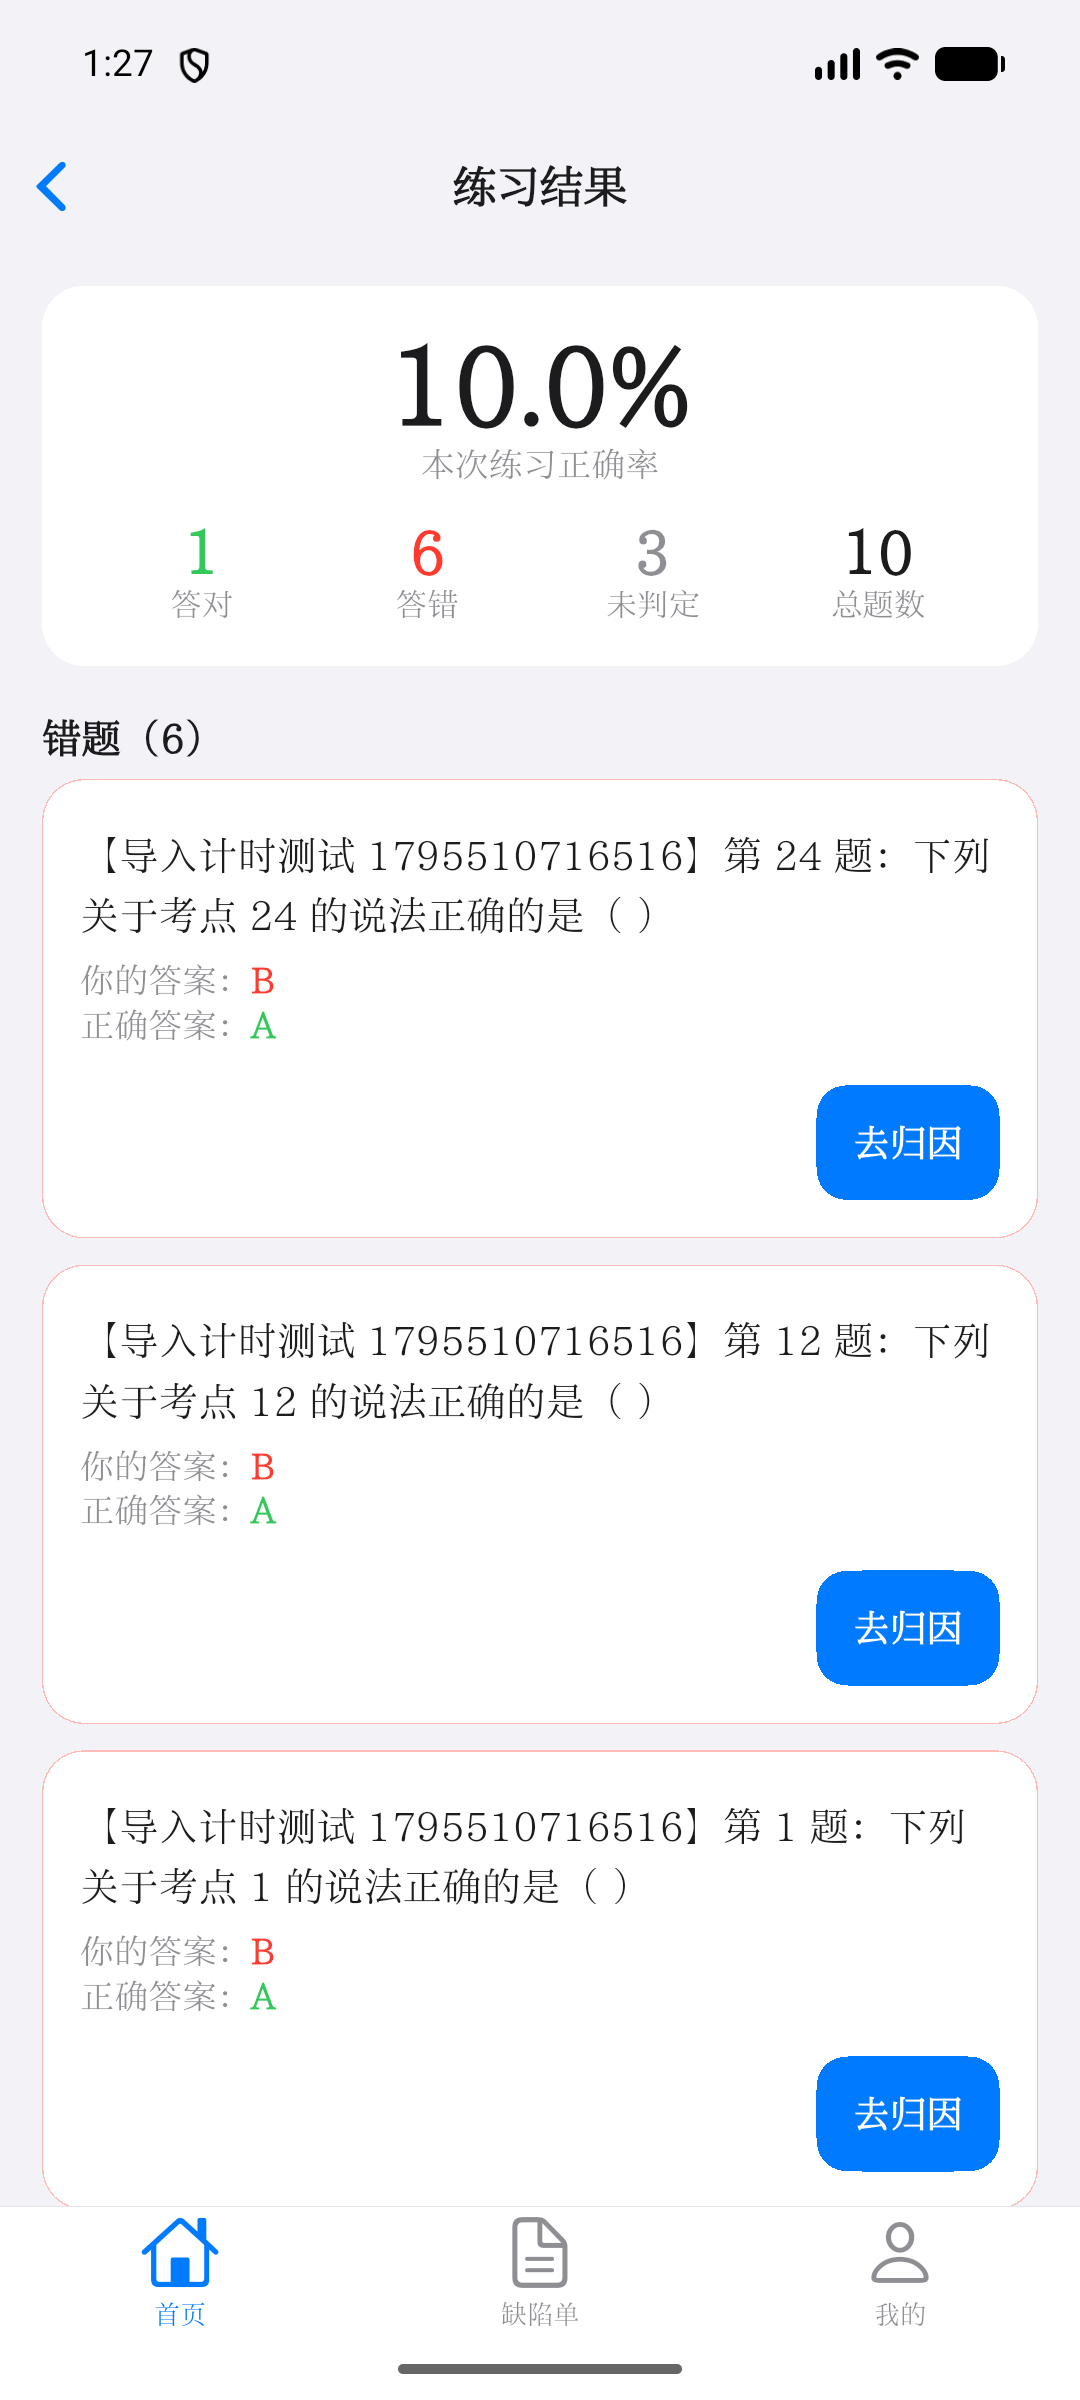 1:27
练习结果
10.0%
本次练习正确率
1 6 3 10
答对 答错 未判定 总题数
错题（6）
【导入计时测试 1795510716516】第 24 题：下列
关于考点 24 的说法正确的是（ ）
你的答案：B
正确答案：A
去归因
【导入计时测试 1795510716516】第 12 题：下列
关于考点 12 的说法正确的是（ ）
你的答案：B
正确答案：A
去归因
【导入计时测试 1795510716516】第 1 题：下列
关于考点 1 的说法正确的是（ ）
你的答案：B
正确答案：A
去归因
首页 缺陷单 我的